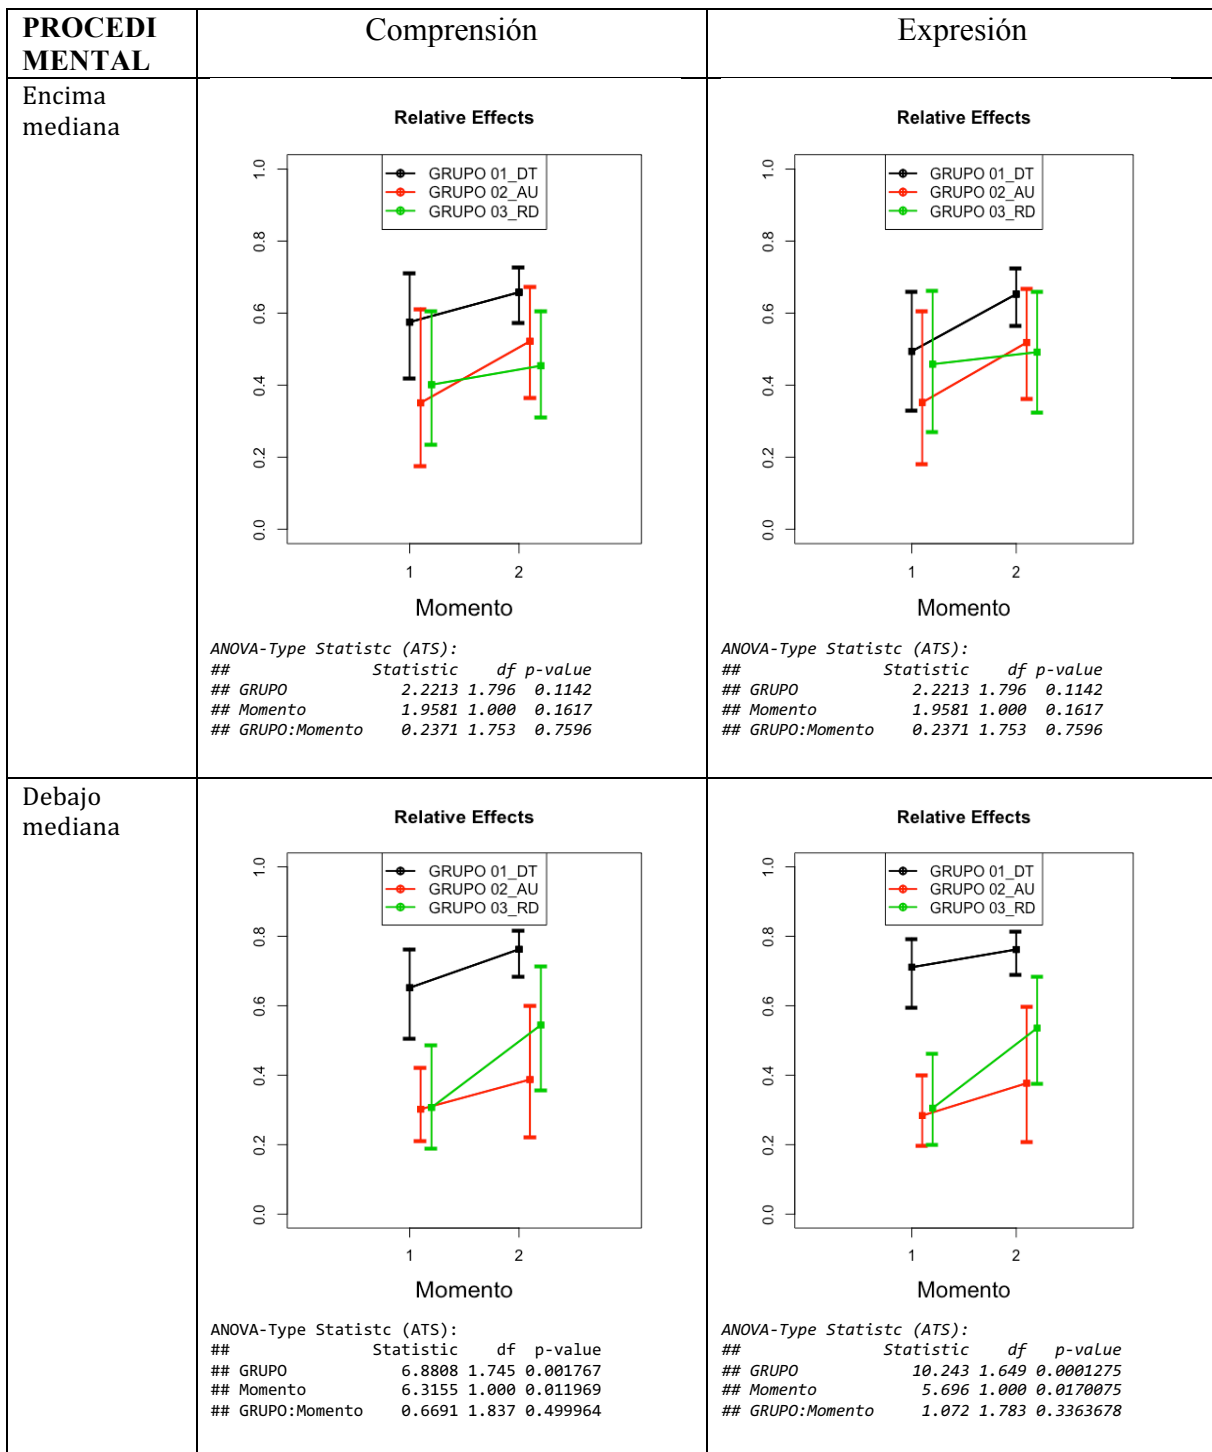 PROCEDI
MENTAL
Comprensión
Expresión
Encima
mediana
Relative Effects
GRUPO 01_DT
GRUPO 02_AU
GRUPO 03_RD
1.0
0.8
0.6
0.4
0.2
0.0
1 2
Momento
ANOVA-Type Statistc (ATS):
## Statistic df p-value
## GRUPO 2.2213 1.796 0.1142
## Momento 1.9581 1.000 0.1617
## GRUPO:Momento 0.2371 1.753 0.7596
Relative Effects
GRUPO 01_DT
GRUPO 02_AU
GRUPO 03_RD
1.0
0.8
0.6
0.4
0.2
0.0
1 2
Momento
ANOVA-Type Statistc (ATS):
## Statistic df p-value
## GRUPO 2.2213 1.796 0.1142
## Momento 1.9581 1.000 0.1617
## GRUPO:Momento 0.2371 1.753 0.7596
Debajo
mediana
Relative Effects
GRUPO 01_DT
GRUPO 02_AU
GRUPO 03_RD
1.0
0.8
0.6
0.4
0.2
0.0
1 2
Momento
ANOVA-Type Statistc (ATS):
## Statistic df p-value
## GRUPO 6.8808 1.745 0.001767
## Momento 6.3155 1.000 0.011969
## GRUPO:Momento 0.6691 1.837 0.499964
Relative Effects
GRUPO 01_DT
GRUPO 02_AU
GRUPO 03_RD
1.0
0.8
0.6
0.4
0.2
0.0
1 2
Momento
ANOVA-Type Statistc (ATS):
## Statistic df p-value
## GRUPO 10.243 1.649 0.0001275
## Momento 5.696 1.000 0.0170075
## GRUPO:Momento 1.072 1.783 0.3363678